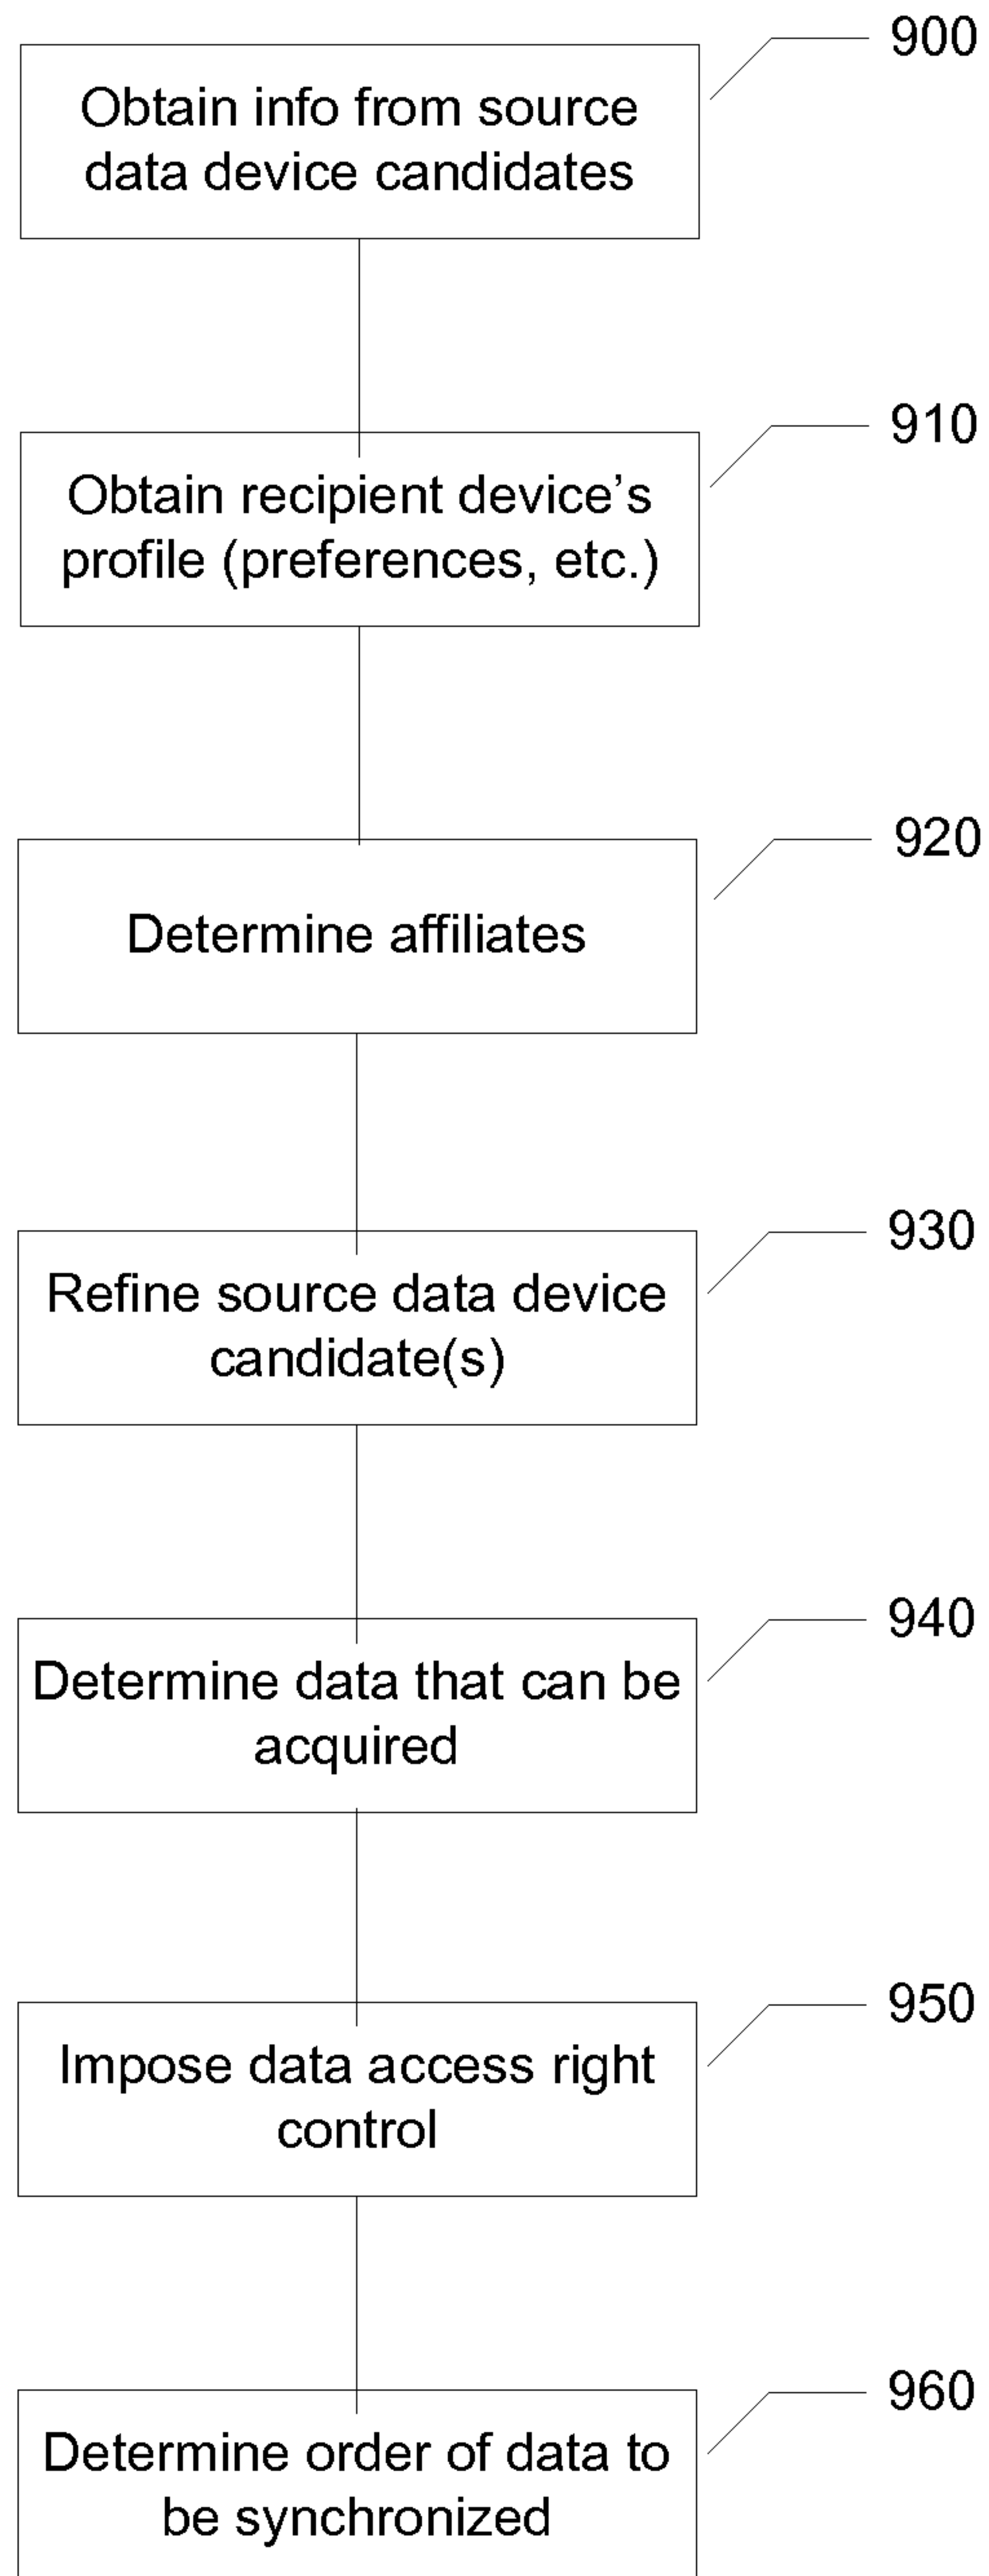 900
Obtain info from source
data device candidates
910
Obtain recipient device’s
profile (preferences, etc.)
920
Determine affiliates
930
Refine source data device
candidate(s)
940
Determine data that can be
acquired
950
Impose data access right
control
960
Determine order of data to
be synchronized